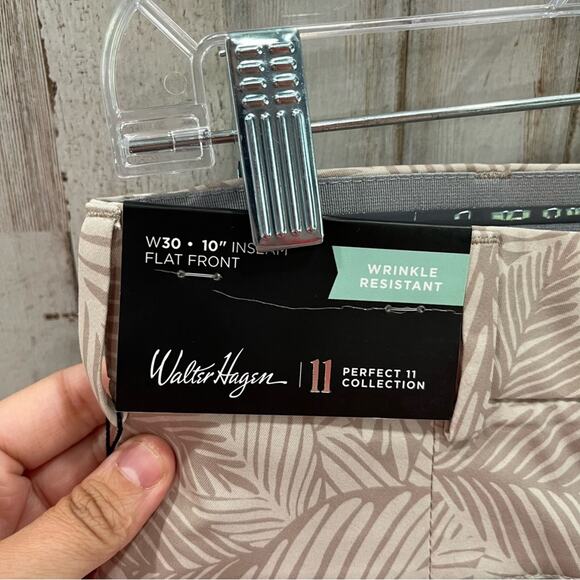 W30 • 10" INSEAM
FLAT FRONT
WRINKLE
RESISTANT
Walter Hagen
11
PERFECT 11
COLLECTION